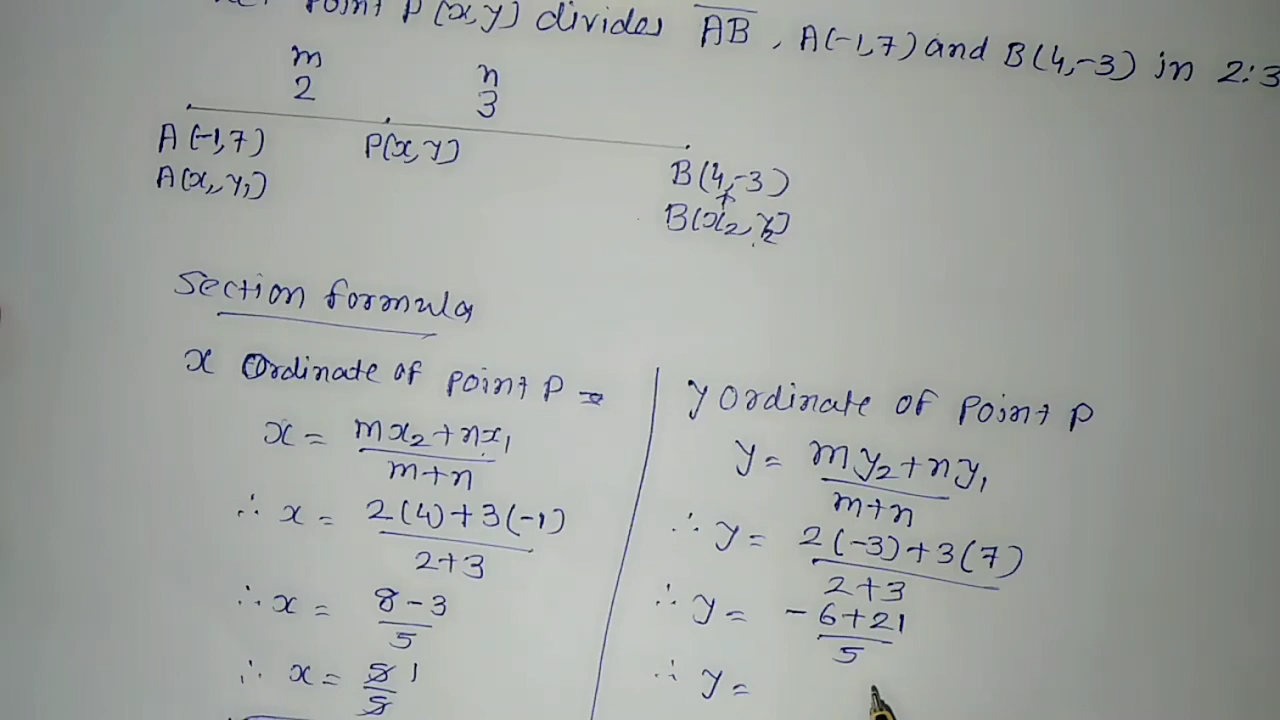 Point P(x,y) divides AB, A(-1,7) and B(4,-3) in 2:3
m n
2 3
A(-1,7) P(x,y) B(4,-3)
A(x₁,y₁) B(x₂,y₂)
Section formula
x Ordinate of point P =
x = mx₂+nx₁
m+n
∴ x = 2(4)+3(-1)
2+3
∴ x = 8-3
5
∴ x = 5 1
5
y Ordinate of Point P
y = my₂+ny₁
m+n
∴ y = 2(-3)+3(7)
2+3
∴ y = -6+21
5
∴ y =